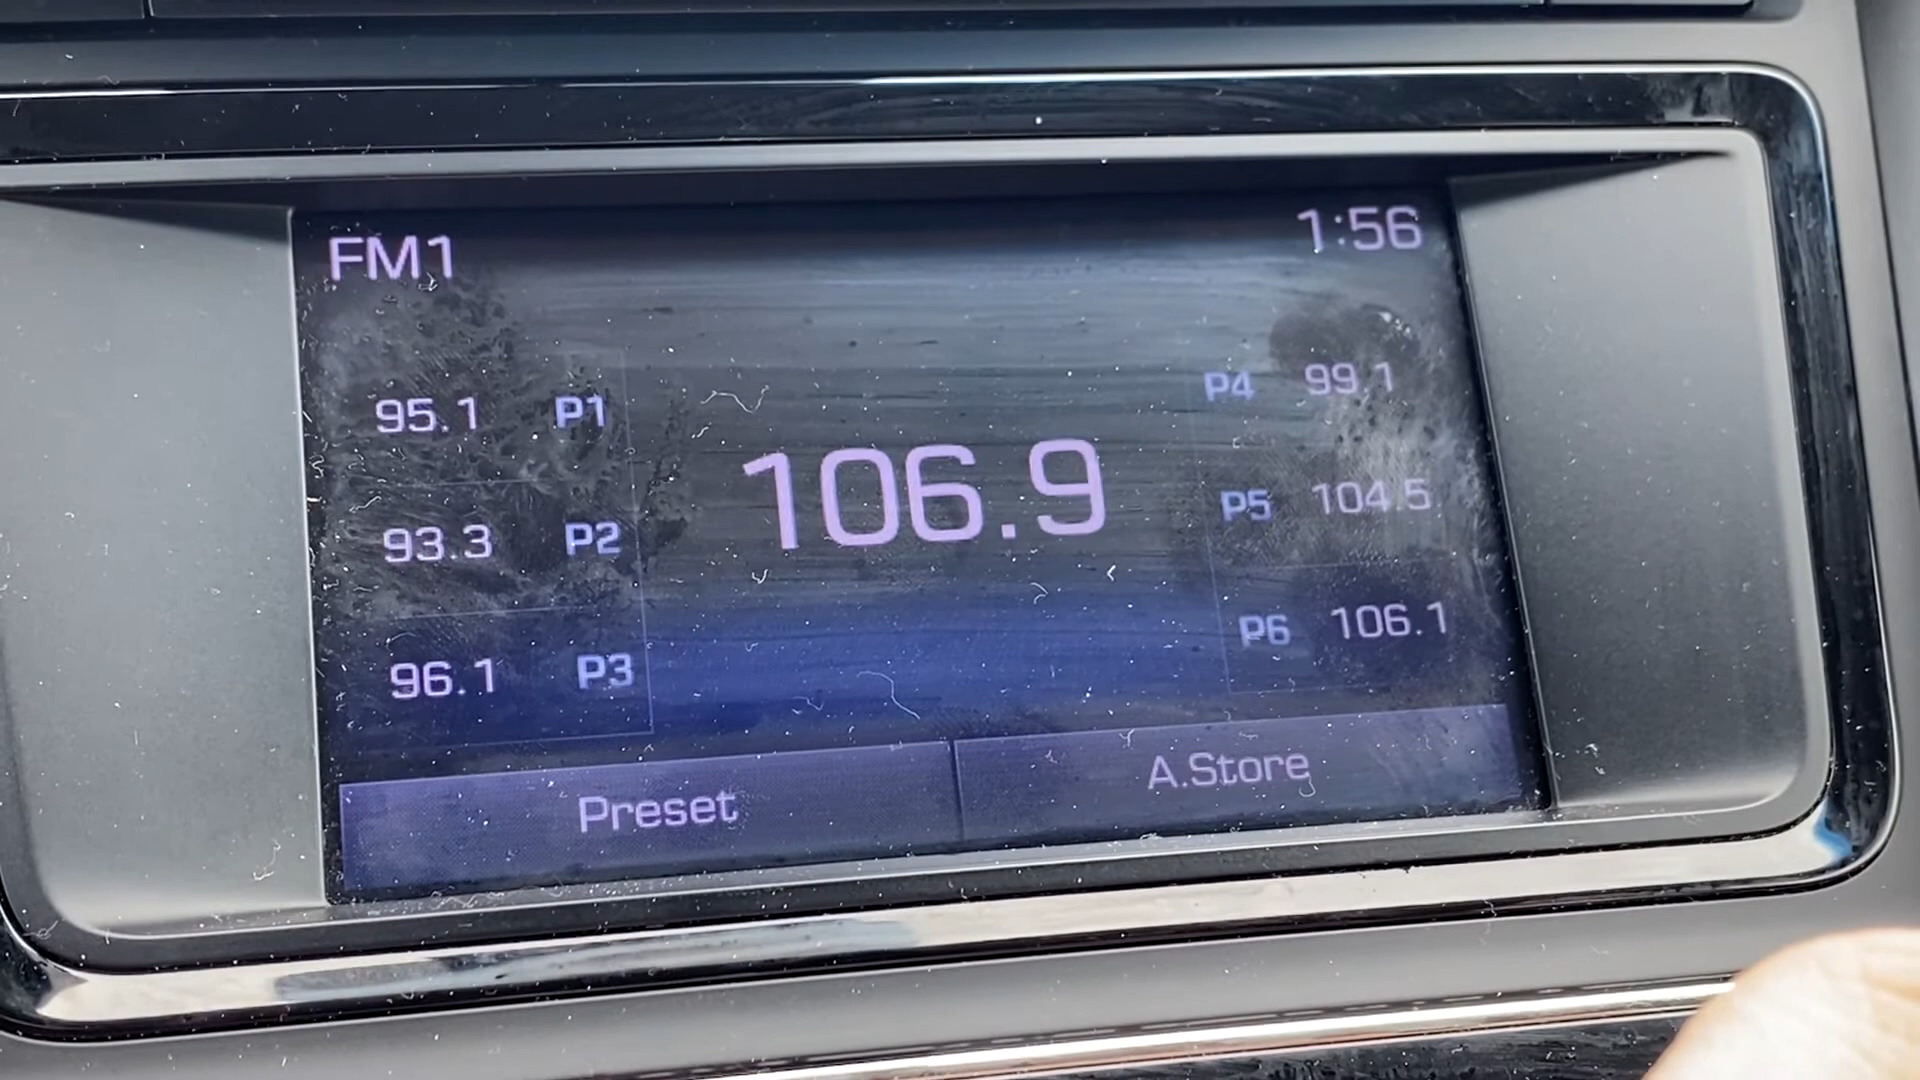 FM1 1:56
95.1 P1
93.3 P2
96.1 P3
106.9
P4 99.1
P5 104.5
P6 106.1
Preset A.Store